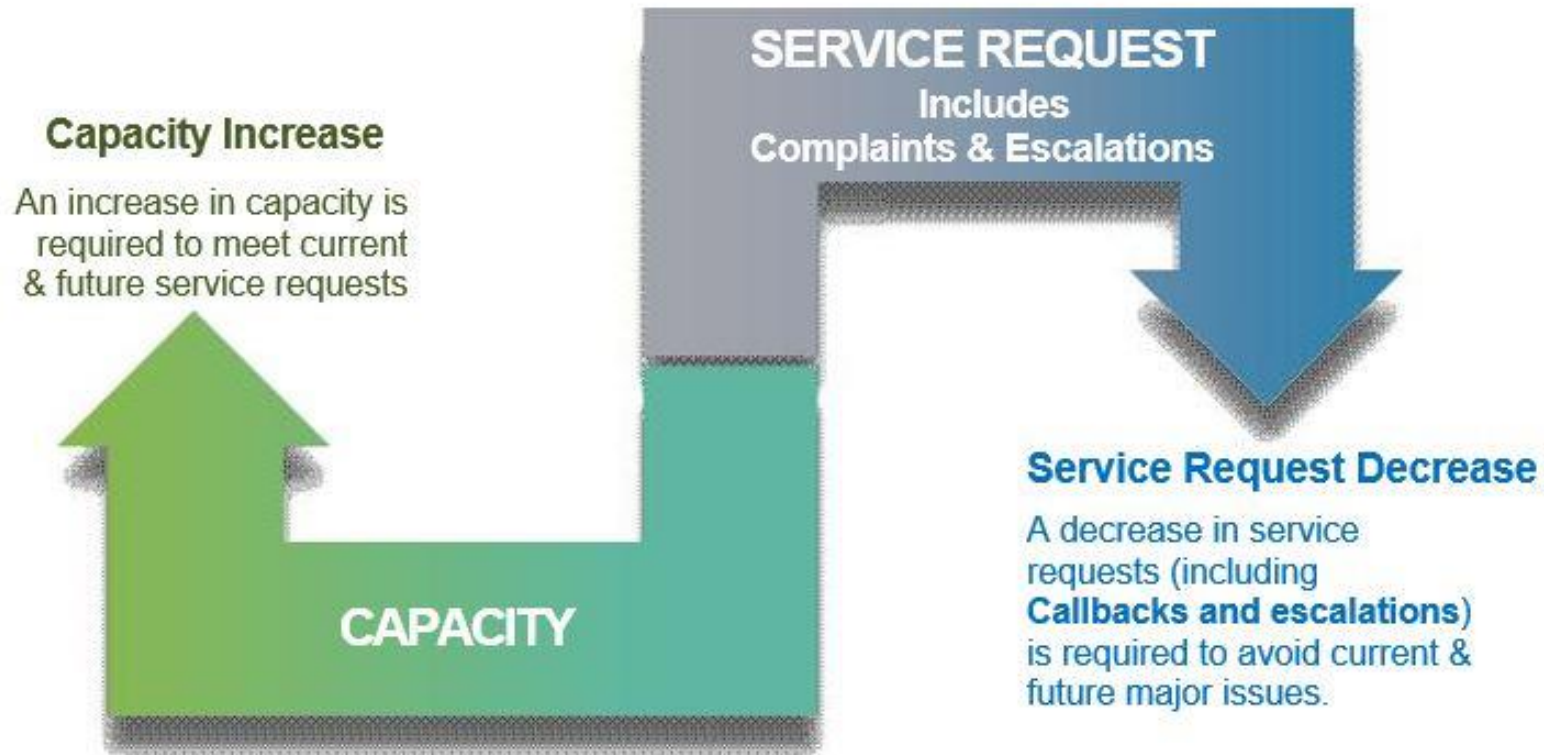 SERVICE REQUEST
Includes
Complaints & Escalations
Capacity Increase
An increase in capacity is
required to meet current
& future service requests
CAPACITY
Service Request Decrease
A decrease in service
requests (including
Callbacks and escalations)
is required to avoid current &
future major issues.